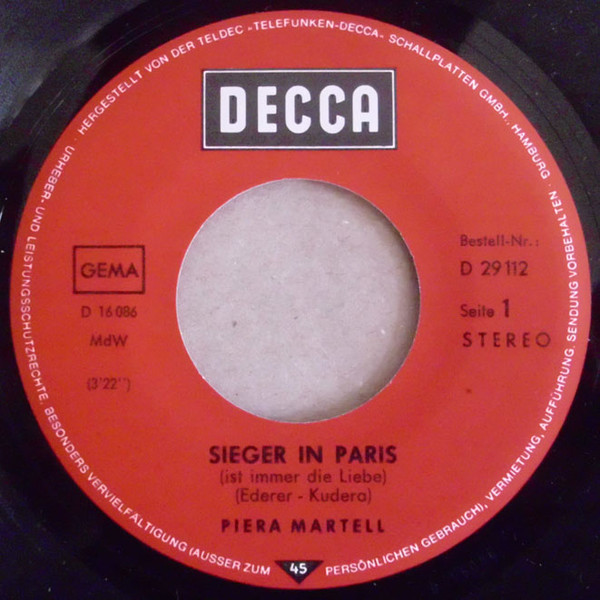 · HERGESTELLT VON DER TELDEC »TELEFUNKEN-DECCA« SCHALLPLATTEN GMBH., HAMBURG · URHEBER- UND LEISTUNGSSCHUTZRECHTE, BESONDERS VERVIELFÄLTIGUNG (AUSSER ZUM PERSÖNLICHEN GEBRAUCH), VERMIETUNG, AUFFÜHRUNG, SENDUNG VORBEHALTEN ·
DECCA
GEMA
D 16 086
MdW
(3'22'')
Bestell-Nr.:
D 29 112
Seite 1
STEREO
SIEGER IN PARIS
(ist immer die Liebe)
(Ederer - Kudera)
PIERA MARTELL
45